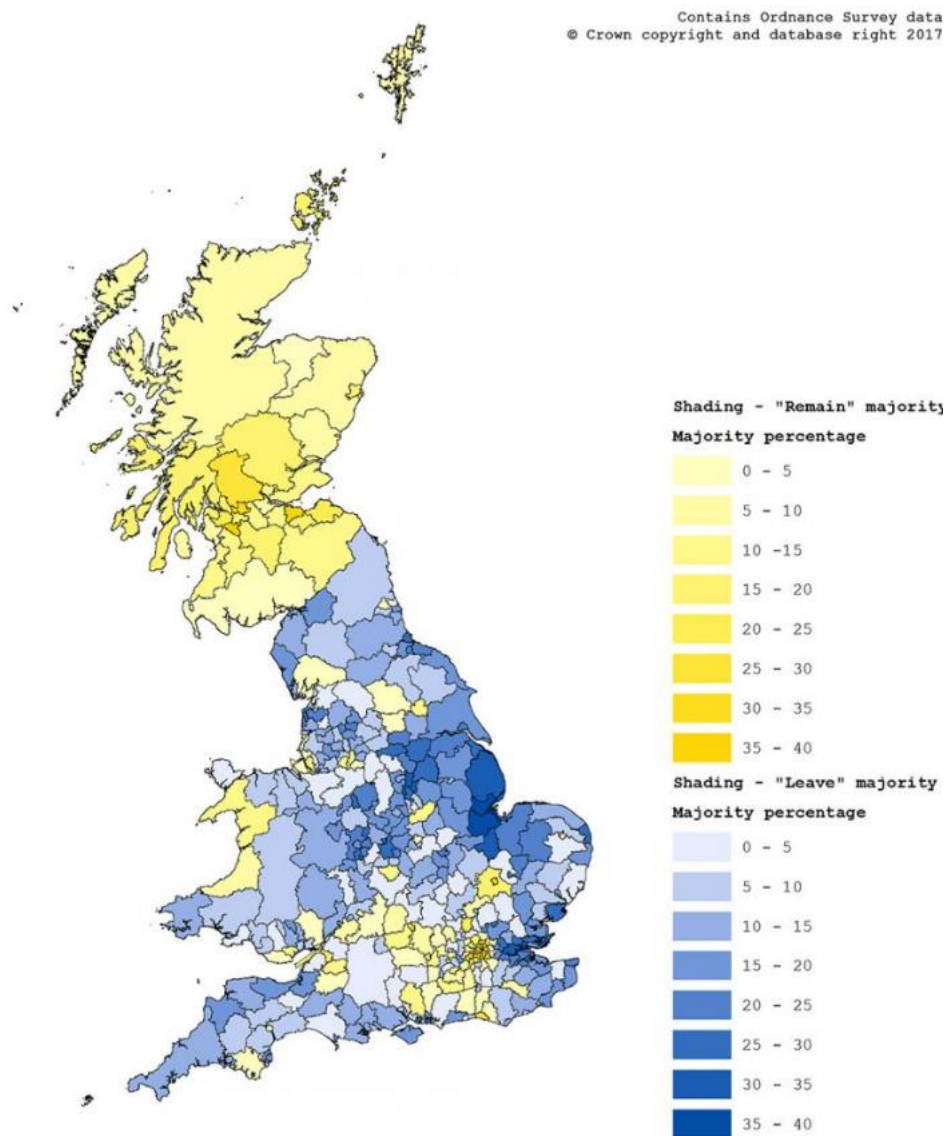 Contains Ordnance Survey data
© Crown copyright and database right 2017
Shading - "Remain" majority
Majority percentage
0 - 5
5 - 10
10 -15
15 - 20
20 - 25
25 - 30
30 - 35
35 - 40
Shading - "Leave" majority
Majority percentage
0 - 5
5 - 10
10 - 15
15 - 20
20 - 25
25 - 30
30 - 35
35 - 40